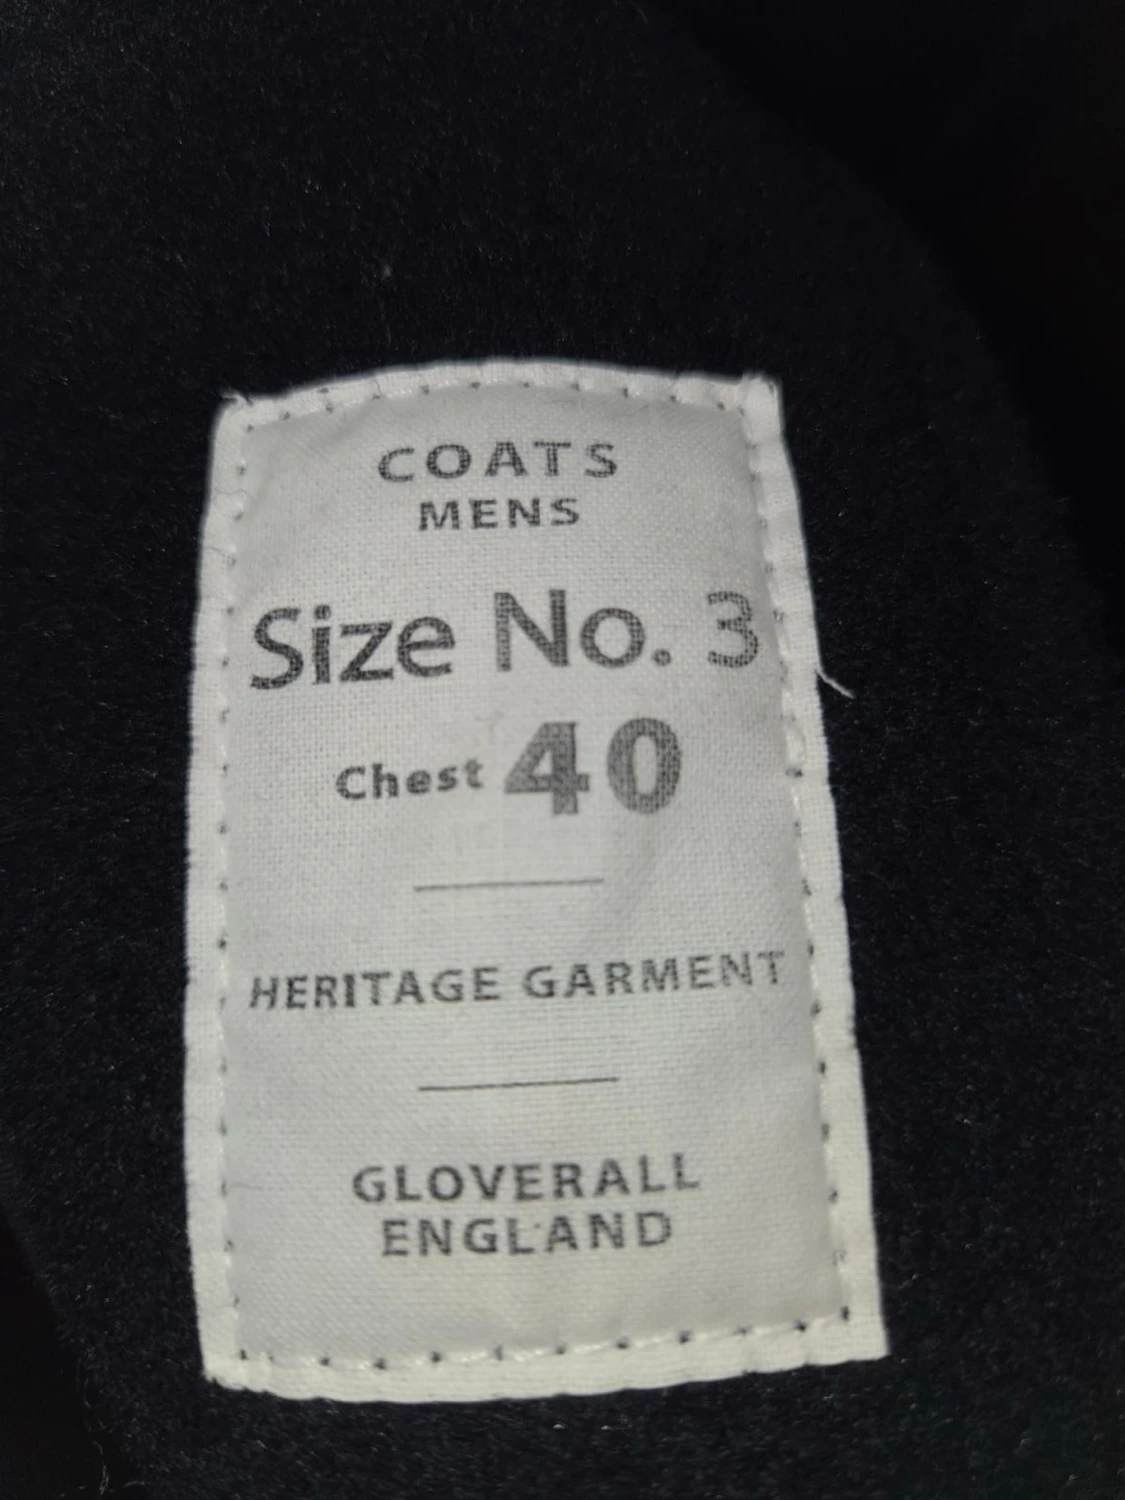 COATS
MENS
Size No. 3
Chest 40
HERITAGE GARMENT
GLOVERALL
ENGLAND